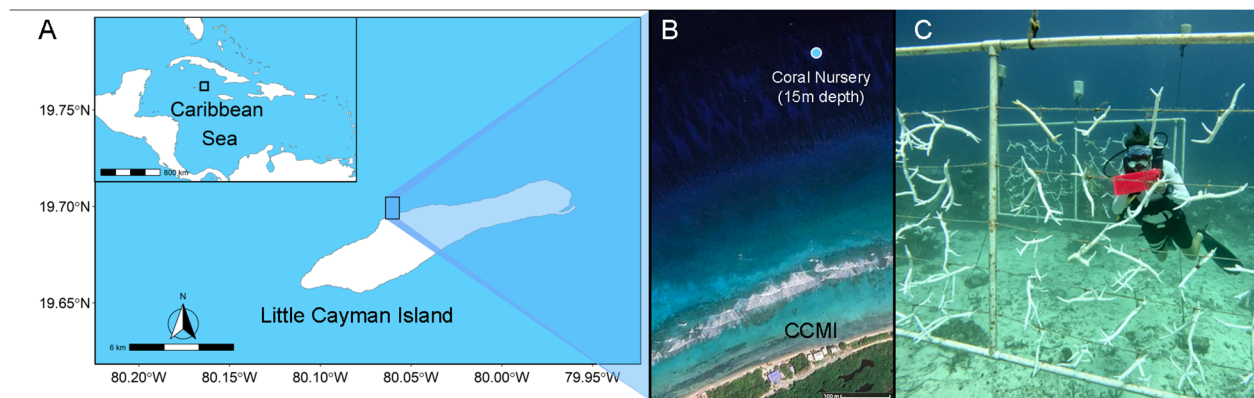 A
Caribbean
Sea
800 km
19.75°N
19.70°N
19.65°N
N
6 km
Little Cayman Island
80.20°W
80.15°W
80.10°W
80.05°W
80.00°W
79.95°W
B
Coral Nursery
(15m depth)
CCMI
100 m
C